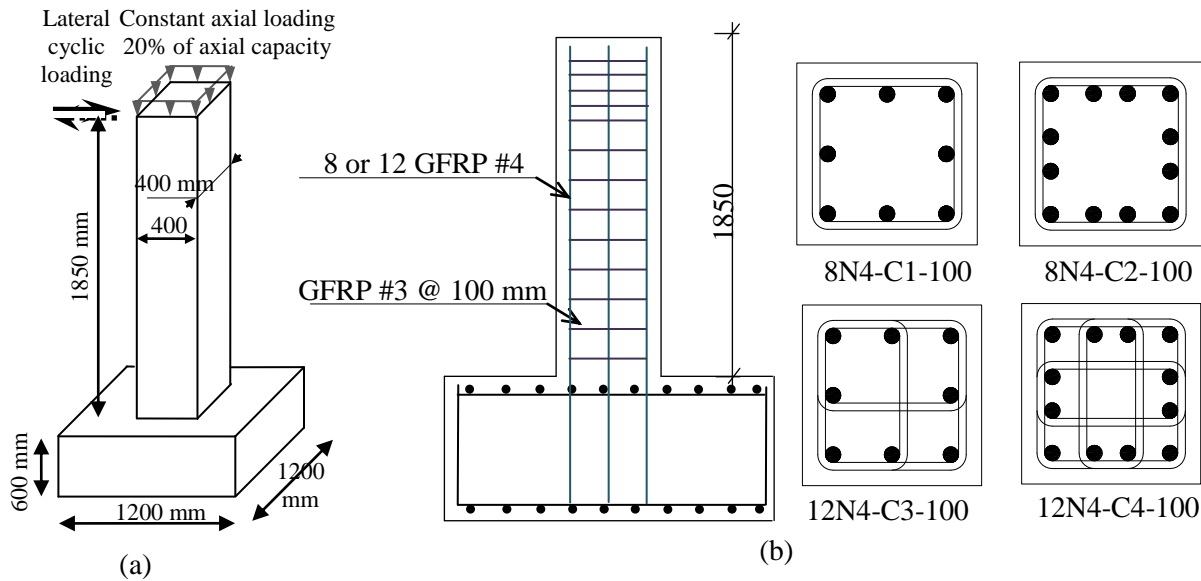 Lateral Constant axial loading
cyclic 20% of axial capacity
loading
400 mm
400
1850 mm
600 mm
1200 mm
1200
mm
(a)
8 or 12 GFRP #4
GFRP #3 @ 100 mm
1850
8N4-C1-100
8N4-C2-100
12N4-C3-100
12N4-C4-100
(b)